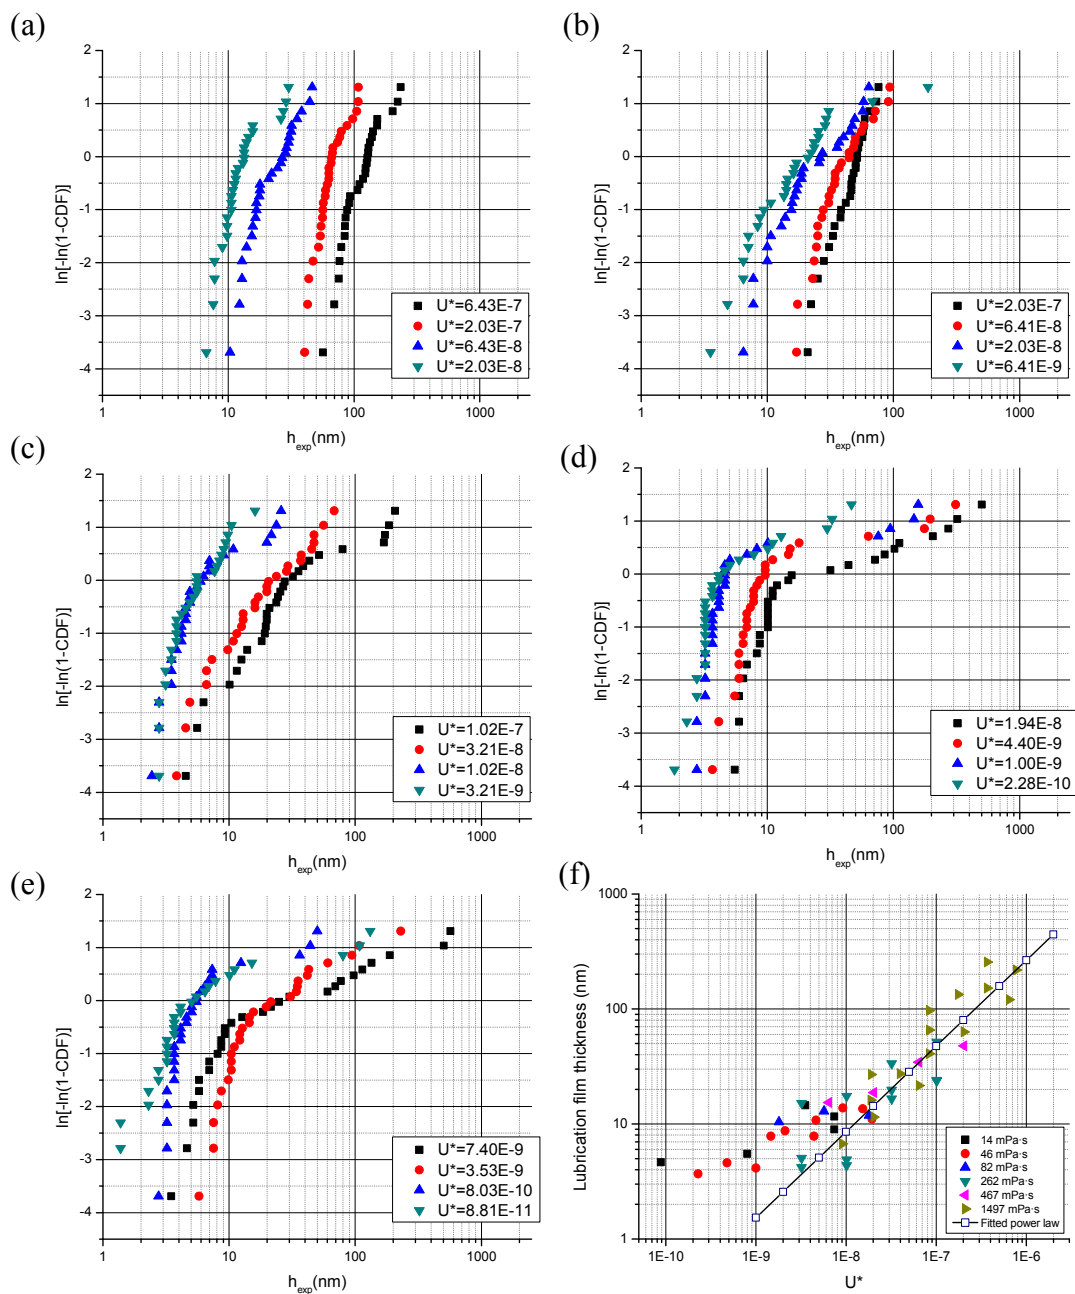 (a)
ln[-ln(1-CDF)]
2
1
0
-1
-2
-3
-4
1
10
100
1000
h_exp(nm)
U*=6.43E-7
U*=2.03E-7
U*=6.43E-8
U*=2.03E-8
(b)
ln[-ln(1-CDF)]
2
1
0
-1
-2
-3
-4
1
10
100
1000
h_exp(nm)
U*=2.03E-7
U*=6.41E-8
U*=2.03E-8
U*=6.41E-9
(c)
ln[-ln(1-CDF)]
2
1
0
-1
-2
-3
-4
1
10
100
1000
h_exp(nm)
U*=1.02E-7
U*=3.21E-8
U*=1.02E-8
U*=3.21E-9
(d)
ln[-ln(1-CDF)]
2
1
0
-1
-2
-3
-4
1
10
100
1000
h_exp(nm)
U*=1.94E-8
U*=4.40E-9
U*=1.00E-9
U*=2.28E-10
(e)
ln[-ln(1-CDF)]
2
1
0
-1
-2
-3
-4
1
10
100
1000
h_exp(nm)
U*=7.40E-9
U*=3.53E-9
U*=8.03E-10
U*=8.81E-11
(f)
Lubrication film thickness (nm)
1000
100
10
1
1E-10
1E-9
1E-8
1E-7
1E-6
U*
14 mPa·s
46 mPa·s
82 mPa·s
262 mPa·s
467 mPa·s
1497 mPa·s
Fitted power law